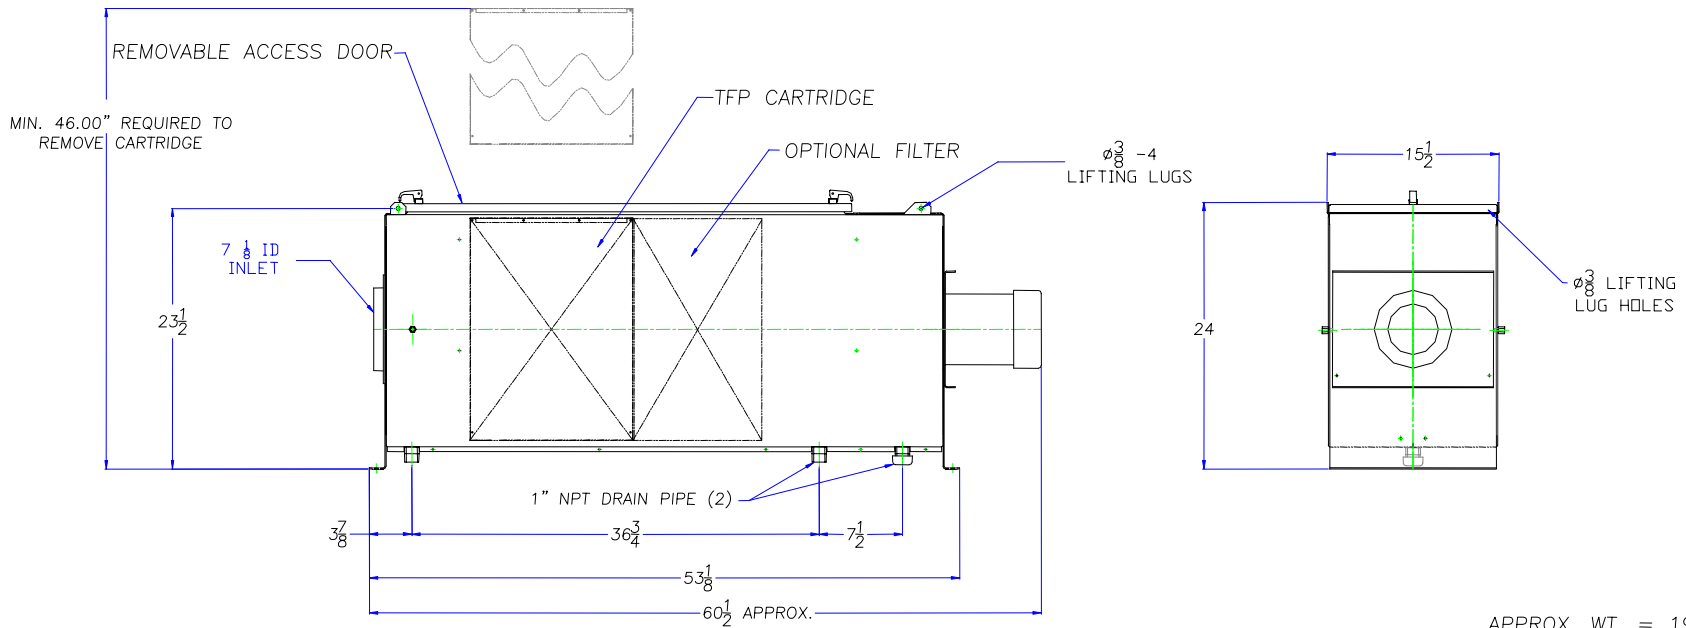 REMOVABLE ACCESS DOOR
MIN. 46.00" REQUIRED TO
REMOVE CARTRIDGE
TFP CARTRIDGE
OPTIONAL FILTER
ø3/8 -4
LIFTING LUGS
15 1/2
7 1/8 ID
INLET
23 1/2
24
ø3/8 LIFTING
LUG HOLES
1" NPT DRAIN PIPE (2)
3 7/8
36 3/4
7 1/2
53 1/8
60 1/2 APPROX.
APPROX. WT. =